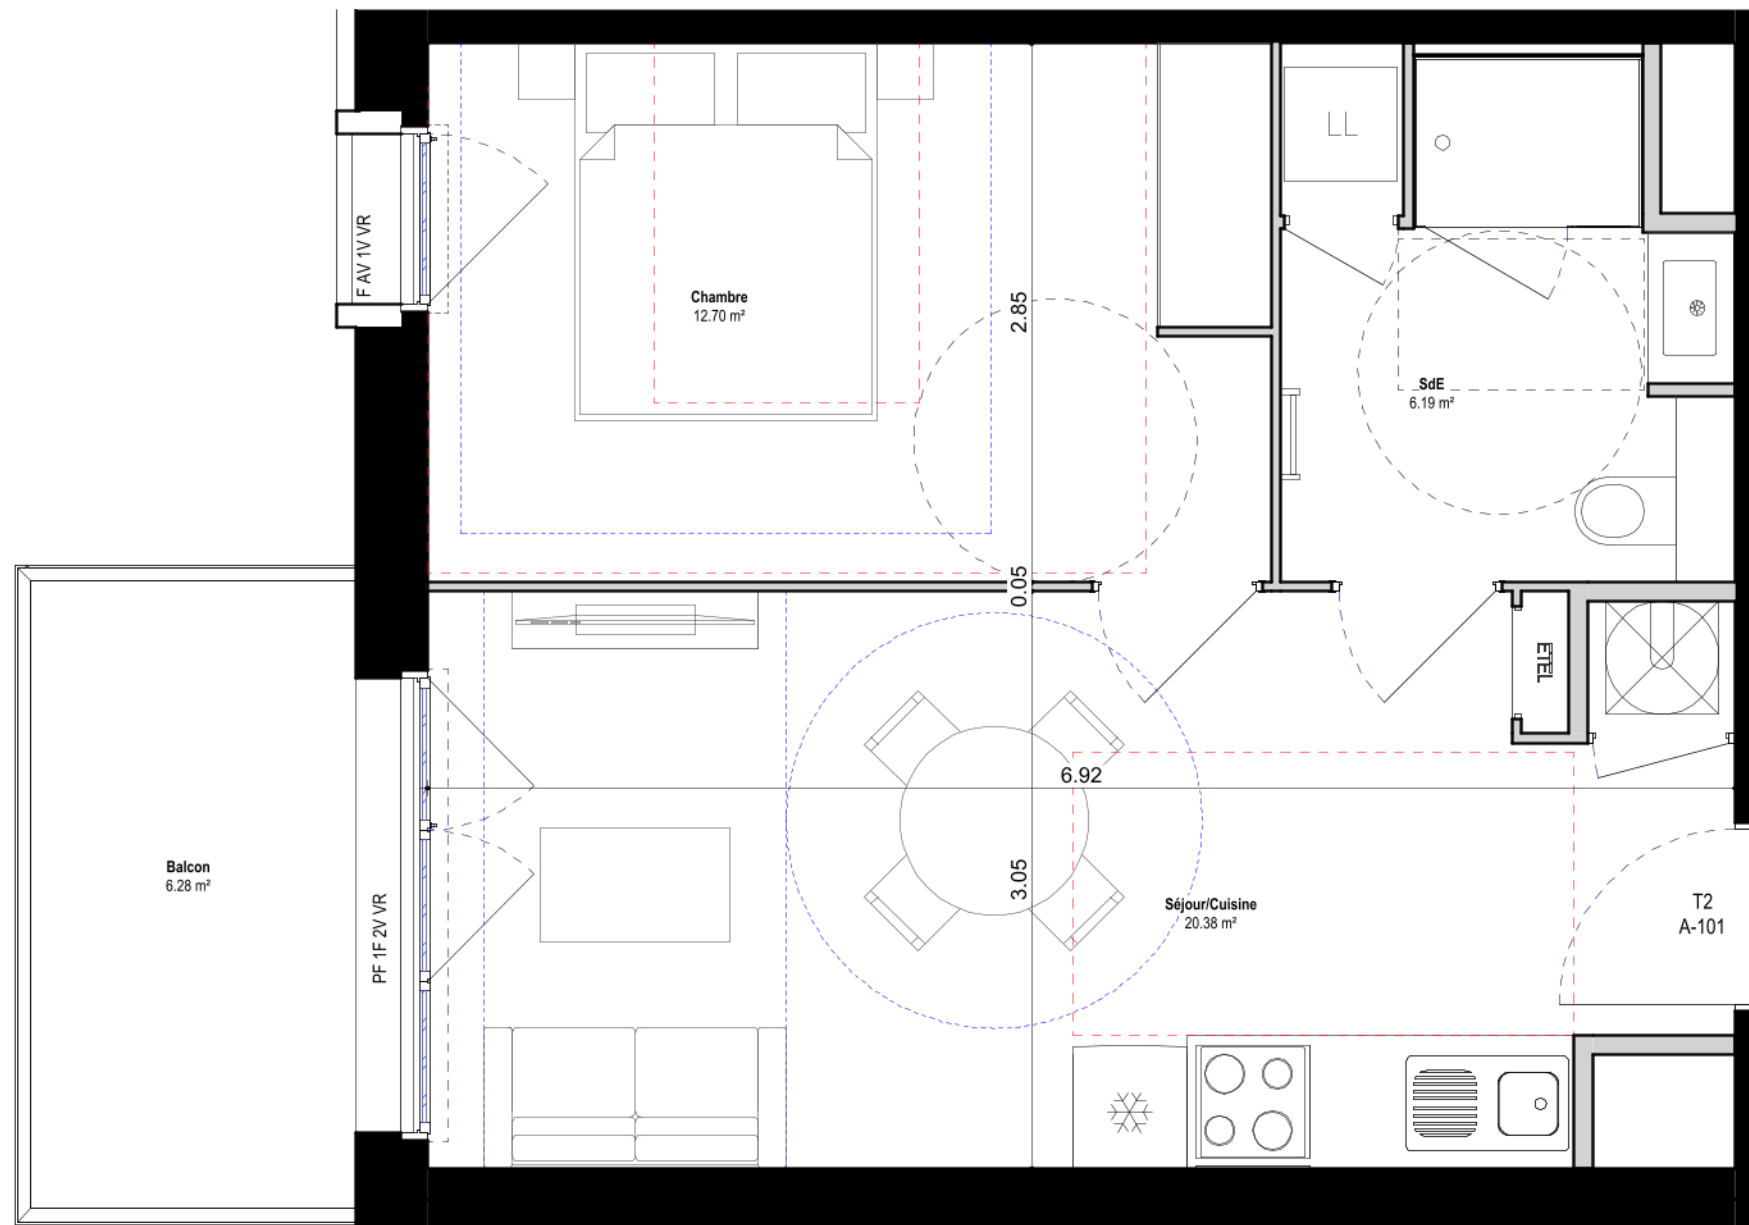 LL
F AV 1V VR
Chambre
12.70 m²
2.85
SdE
6.19 m²
0.05
ETEL
6.92
Balcon
6.28 m²
3.05
PF 1F 2V VR
Séjour/Cuisine
20.38 m²
T2
A-101